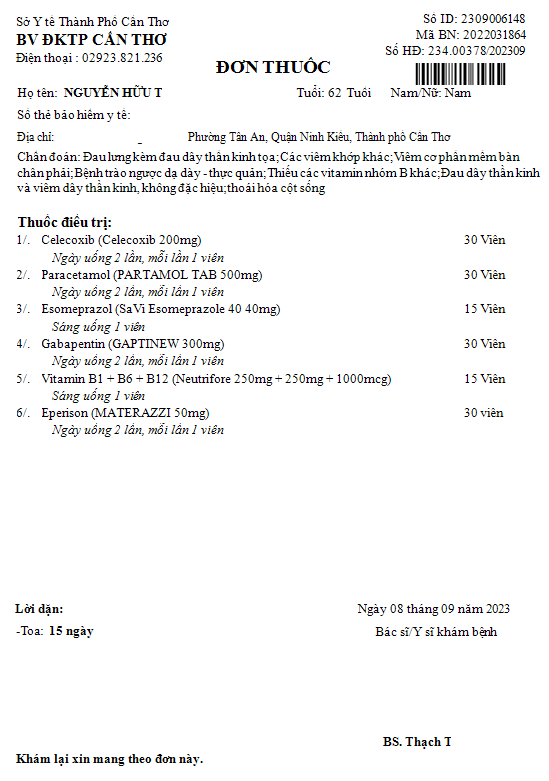 Sở Y tế Thành Phố Cần Thơ
BV ĐKTP CẦN THƠ
Điện thoại : 02923.821.236
Số ID: 2309006148
Mã BN: 2022031864
Số HĐ: 234.00378/202309
ĐƠN THUỐC
Họ tên: NGUYỄN HỮU T Tuổi: 62 Tuổi Nam/Nữ: Nam
Số thẻ bảo hiểm y tế:
Địa chỉ: Phường Tân An, Quận Ninh Kiều, Thành phố Cần Thơ
Chẩn đoán: Đau lưng kèm đau dây thần kinh tọa;Các viêm khớp khác;Viêm cơ phần mềm bàn
chân phải;Bệnh trào ngược dạ dày - thực quản;Thiếu các vitamin nhóm B khác;Đau dây thần kinh
và viêm dây thần kinh, không đặc hiệu;thoái hóa cột sống
Thuốc điều trị:
1/. Celecoxib (Celecoxib 200mg) 30 Viên
Ngày uống 2 lần, mỗi lần 1 viên
2/. Paracetamol (PARTAMOL TAB 500mg) 30 Viên
Ngày uống 2 lần, mỗi lần 1 viên
3/. Esomeprazol (SaVi Esomeprazole 40 40mg) 15 Viên
Sáng uống 1 viên
4/. Gabapentin (GAPTINEW 300mg) 30 Viên
Ngày uống 2 lần, mỗi lần 1 viên
5/. Vitamin B1 + B6 + B12 (Neutrifore 250mg + 250mg + 1000mcg) 15 Viên
Sáng uống 1 viên
6/. Eperison (MATERAZZI 50mg) 30 viên
Ngày uống 2 lần, mỗi lần 1 viên
Lời dặn:
-Toa: 15 ngày
Ngày 08 tháng 09 năm 2023
Bác sĩ/Y sĩ khám bệnh
BS. Thạch T
Khám lại xin mang theo đơn này.